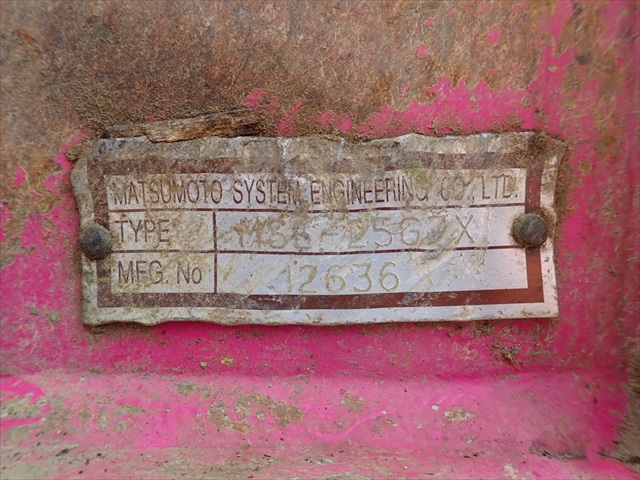 MATSUMOTO SYSTEM ENGINEERING CO., LTD.
TYPE
MFG. No 12636